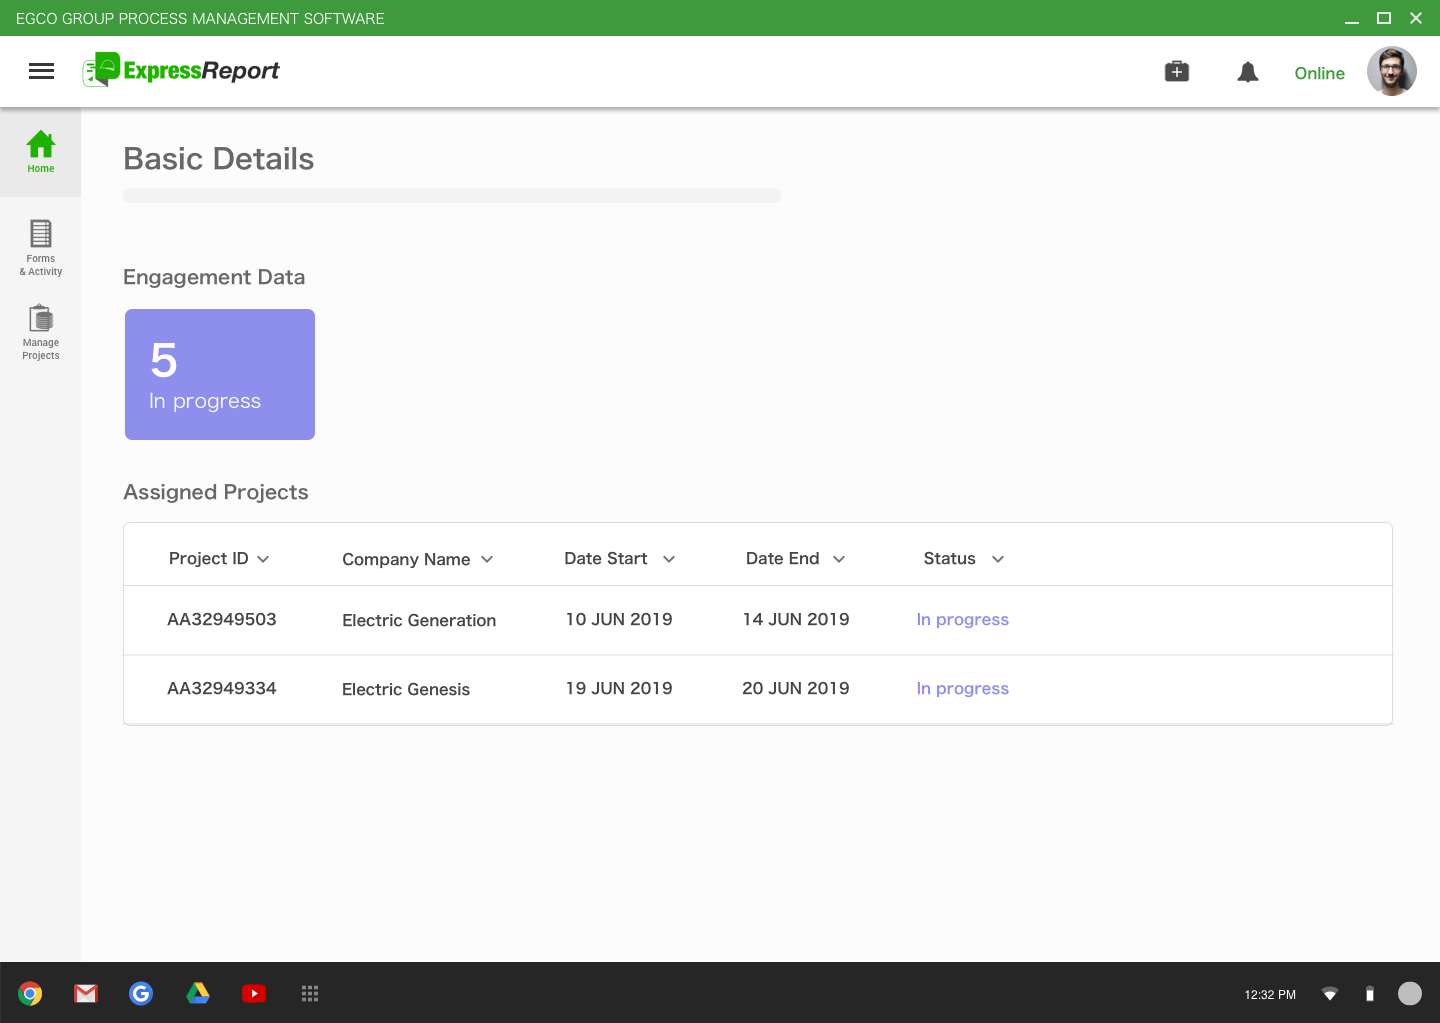 EGCO GROUP PROCESS MANAGEMENT SOFTWARE
ExpressReport
Online
Home
Forms
& Activity
Manage
Projects
Basic Details
Engagement Data
5
In progress
Assigned Projects
Project ID Company Name Date Start Date End Status
AA32949503 Electric Generation 10 JUN 2019 14 JUN 2019 In progress
AA32949334 Electric Genesis 19 JUN 2019 20 JUN 2019 In progress
12:32 PM